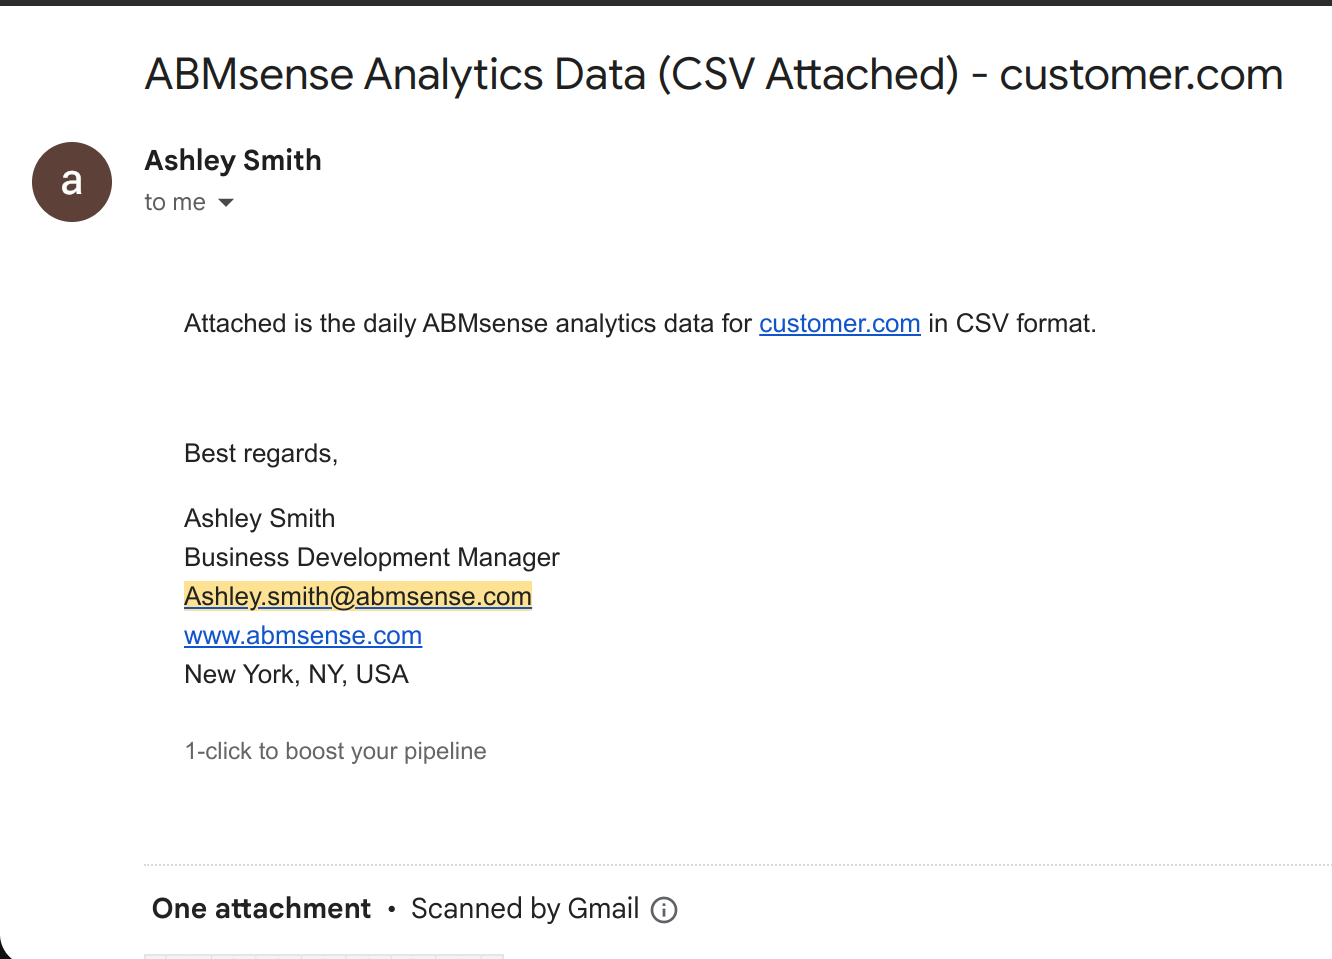 ABMsense Analytics Data (CSV Attached) - customer.com
a
Ashley Smith
to me
Attached is the daily ABMsense analytics data for customer.com in CSV format.
Best regards,
Ashley Smith
Business Development Manager
Ashley.smith@abmsense.com
www.abmsense.com
New York, NY, USA
1-click to boost your pipeline
One attachment • Scanned by Gmail